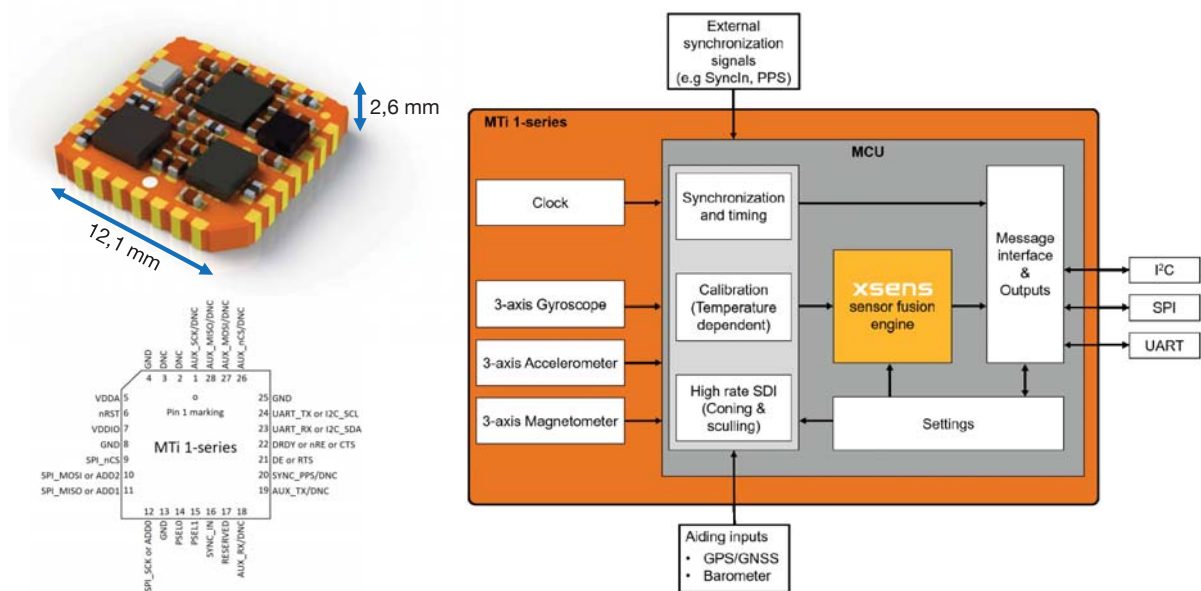 2,6 mm
12,1 mm
AUX_SCK/DNC
AUX_MISO/DNC
AUX_MOSI/DNC
AUX_nCS/DNC
GND
DNC
DNC
4 3 2 1 28 27 26
VDDA 5
nRST 6
VDDIO 7
GND 8
SPI_nCS 9
SPI_MOSI or ADD2 10
SPI_MISO or ADD1 11
o
Pin 1 marking
MTi 1-series
25 GND
24 UART_TX or I2C_SCL
23 UART_RX or I2C_SDA
22 DRDY or nRE or CTS
21 DE or RTS
20 SYNC_PPS/DNC
19 AUX_TX/DNC
12 13 14 15 16 17 18
SPI_SCK or ADD0
GND
PSEL0
PSEL1
SYNC_IN
RESERVED
AUX_RX/DNC
External
synchronization
signals
(e.g SyncIn, PPS)
MTi 1-series
MCU
Clock
3-axis Gyroscope
3-axis Accelerometer
3-axis Magnetometer
Synchronization
and timing
Calibration
(Temperature
dependent)
High rate SDI
(Coning &
sculling)
xsens
sensor fusion
engine
Message
interface
&
Outputs
Settings
I²C
SPI
UART
Aiding inputs
• GPS/GNSS
• Barometer